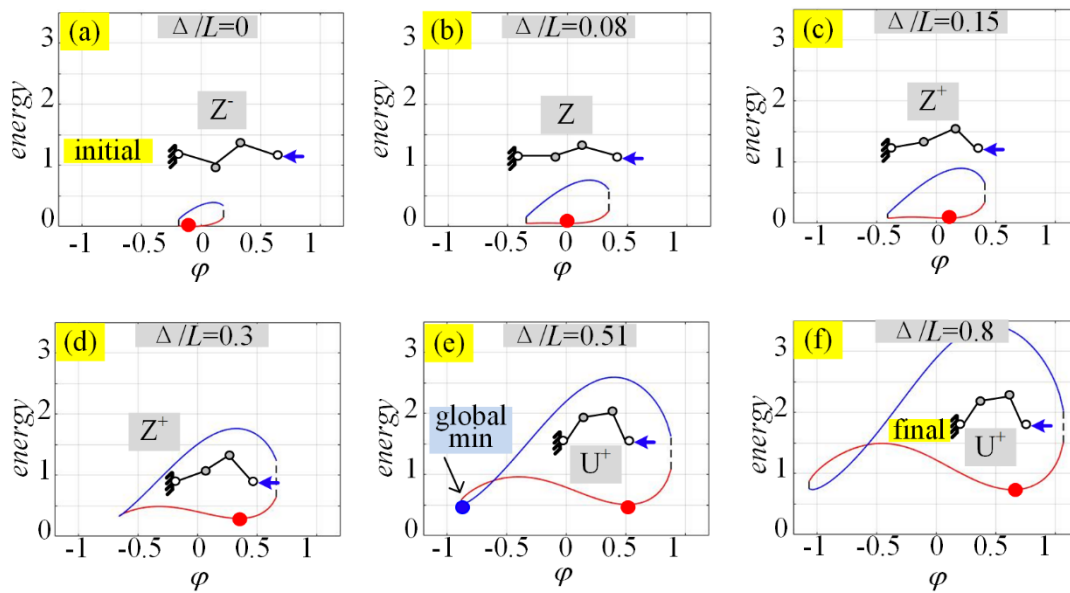 (a) Δ/L=0
3
2
1
0
energy
Z-
initial
-1 -0.5 0 0.5 1
φ
(b) Δ/L=0.08
3
2
1
0
energy
Z
-1 -0.5 0 0.5 1
φ
(c) Δ/L=0.15
3
2
1
0
energy
Z+
-1 -0.5 0 0.5 1
φ
(d) Δ/L=0.3
3
2
1
0
energy
Z+
-1 -0.5 0 0.5 1
φ
(e) Δ/L=0.51
3
2
1
0
energy
global
min
U+
-1 -0.5 0 0.5 1
φ
(f) Δ/L=0.8
3
2
1
0
energy
final
U+
-1 -0.5 0 0.5 1
φ